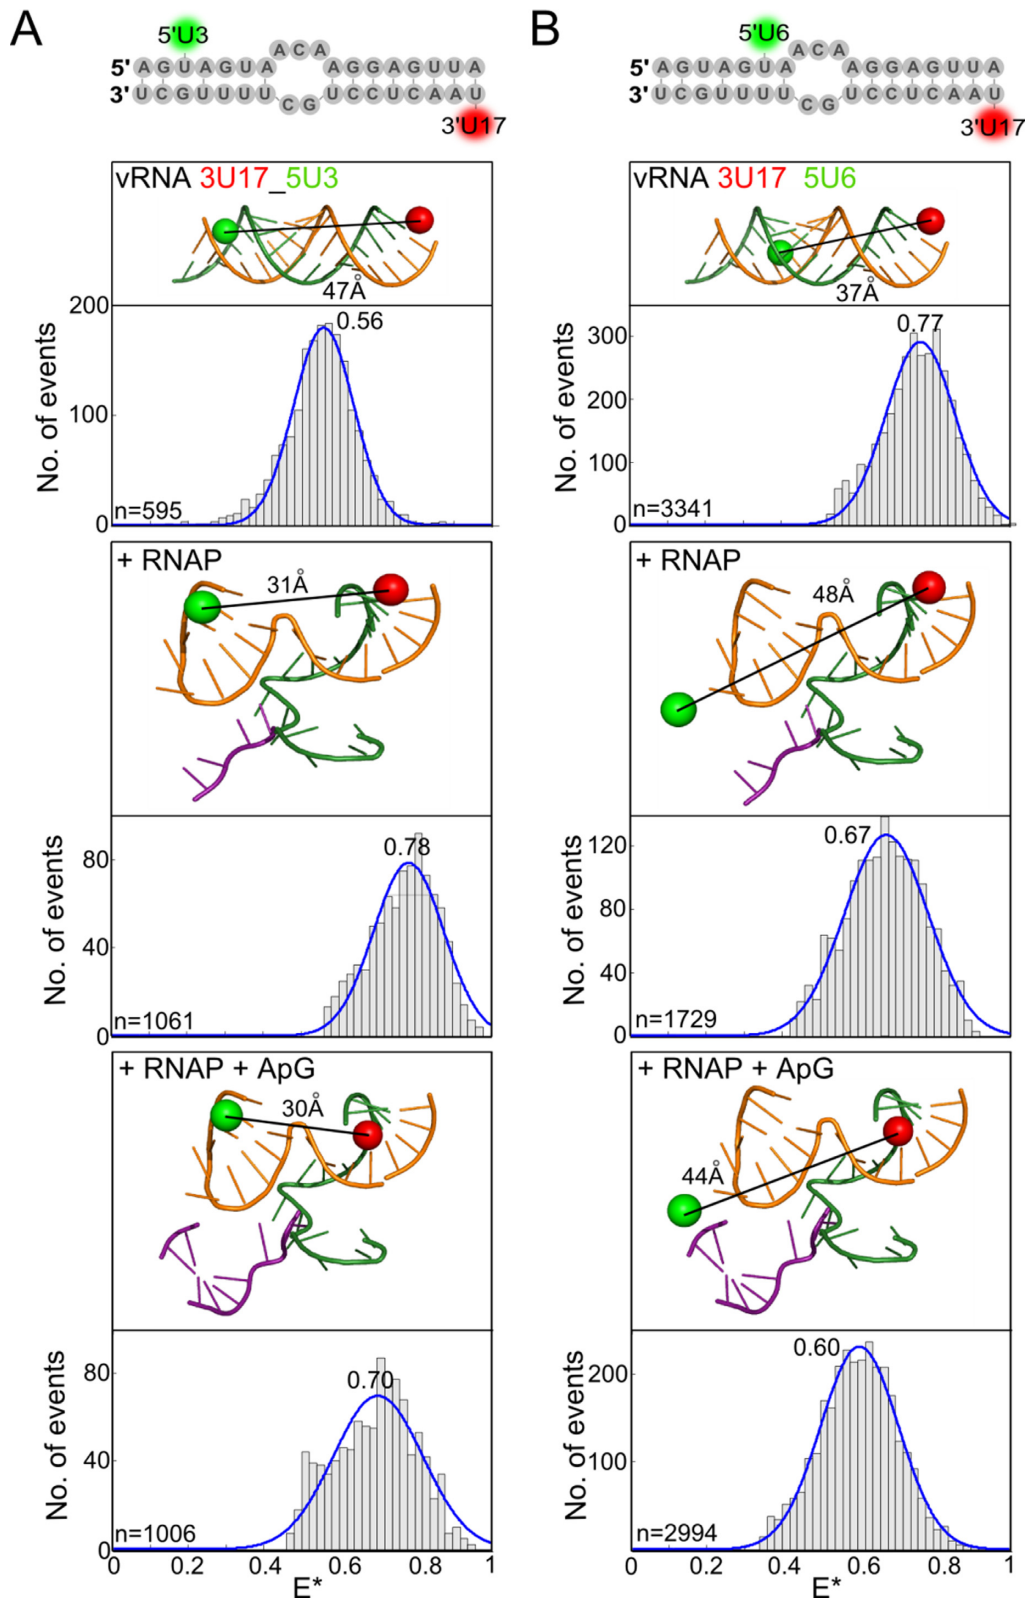 A
5'U3
ACA
5' AGUAGUA AGGAGUUA
3' UCGUUUU UCCUCAAU
CG
3'U17
vRNA 3U17_5U3
47Å
200
0.56
100
No. of events
n=595
0
+ RNAP
31Å
80
0.78
40
No. of events
n=1061
0
+ RNAP + ApG
30Å
80
0.70
40
No. of events
n=1006
0
0 0.2 0.4 0.6 0.8 1
E*
B
5'U6
ACA
5' AGUAGUA AGGAGUUA
3' UCGUUUU UCCUCAAU
CG
3'U17
vRNA 3U17 5U6
37Å
300
0.77
200
100
No. of events
n=3341
0
+ RNAP
48Å
120
0.67
80
40
No. of events
n=1729
0
+ RNAP + ApG
44Å
200
0.60
100
No. of events
n=2994
0
0 0.2 0.4 0.6 0.8 1
E*